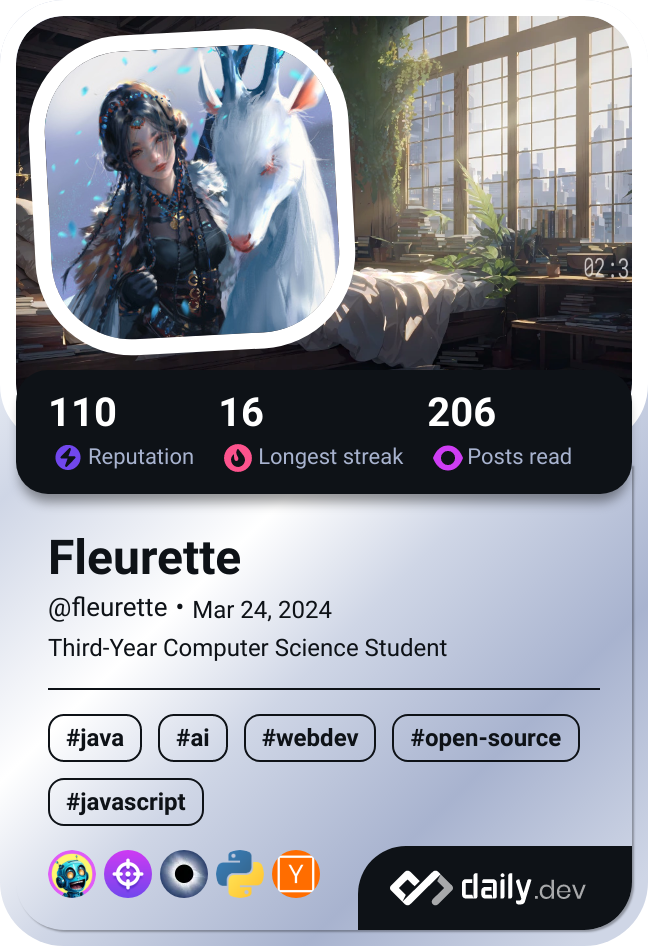 02:3
110 16 206
Reputation Longest streak Posts read
Fleurette
@fleurette • Mar 24, 2024
Third-Year Computer Science Student
#java #ai #webdev #open-source
#javascript
Y
daily.dev